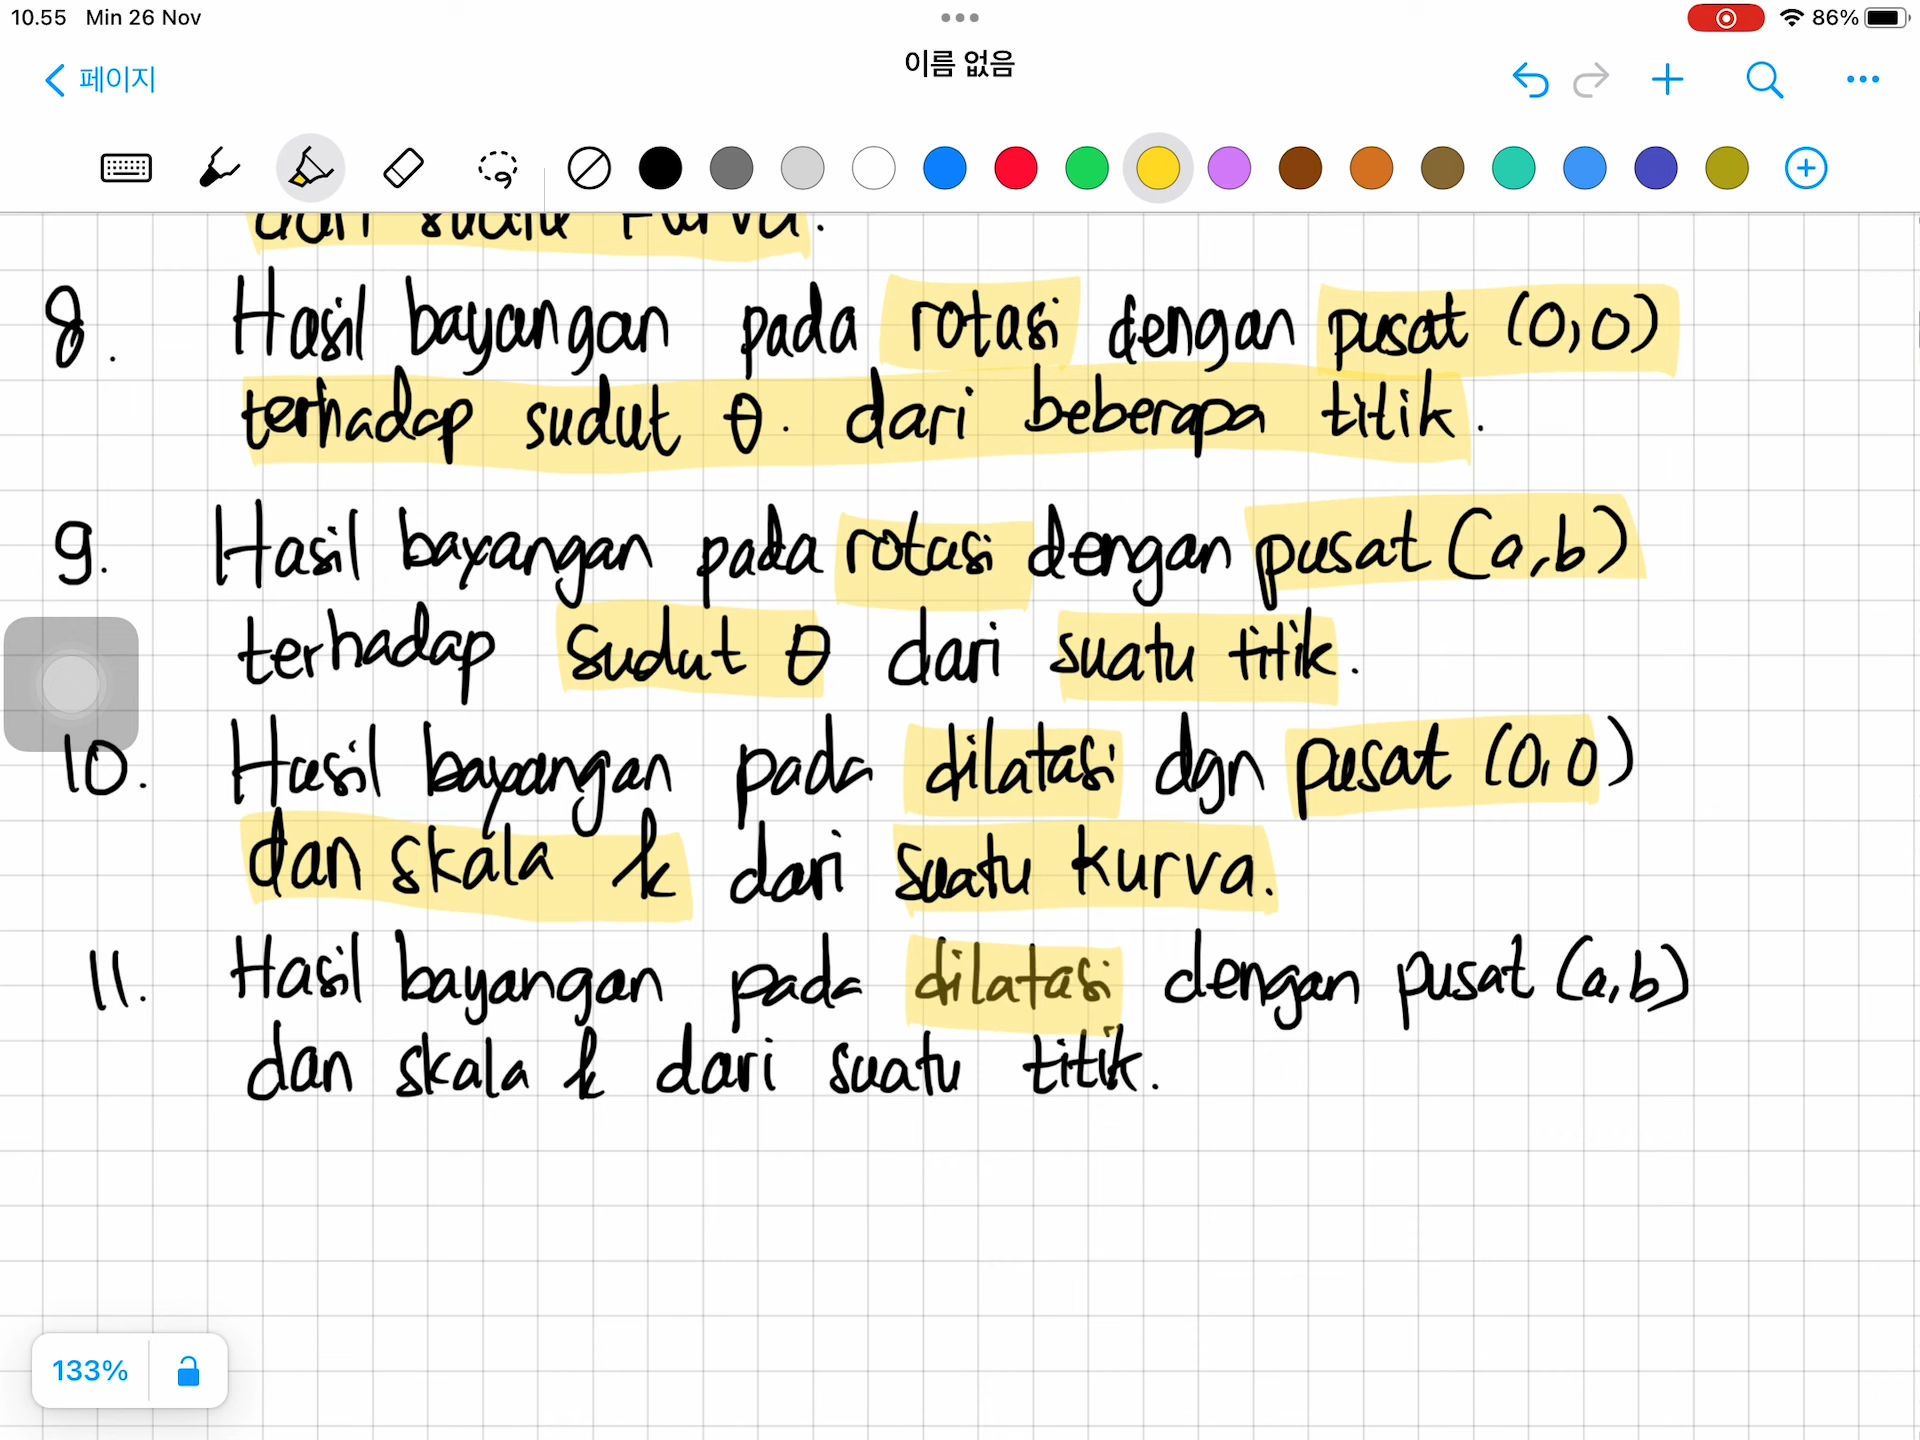 10.55 Min 26 Nov
86%
이름 없음
페이지
dari suatu kurva.
8. Hasil bayangan pada rotasi dengan pusat (0,0)
terhadap sudut θ. dari beberapa titik.
9. Hasil bayangan pada rotasi dengan pusat (a,b)
terhadap sudut θ dari suatu titik.
10. Hasil bayangan pada dilatasi dgn pusat (0,0)
dan skala k dari suatu kurva.
11. Hasil bayangan pada dilatasi dengan pusat (a,b)
dan skala k dari suatu titik.
133%